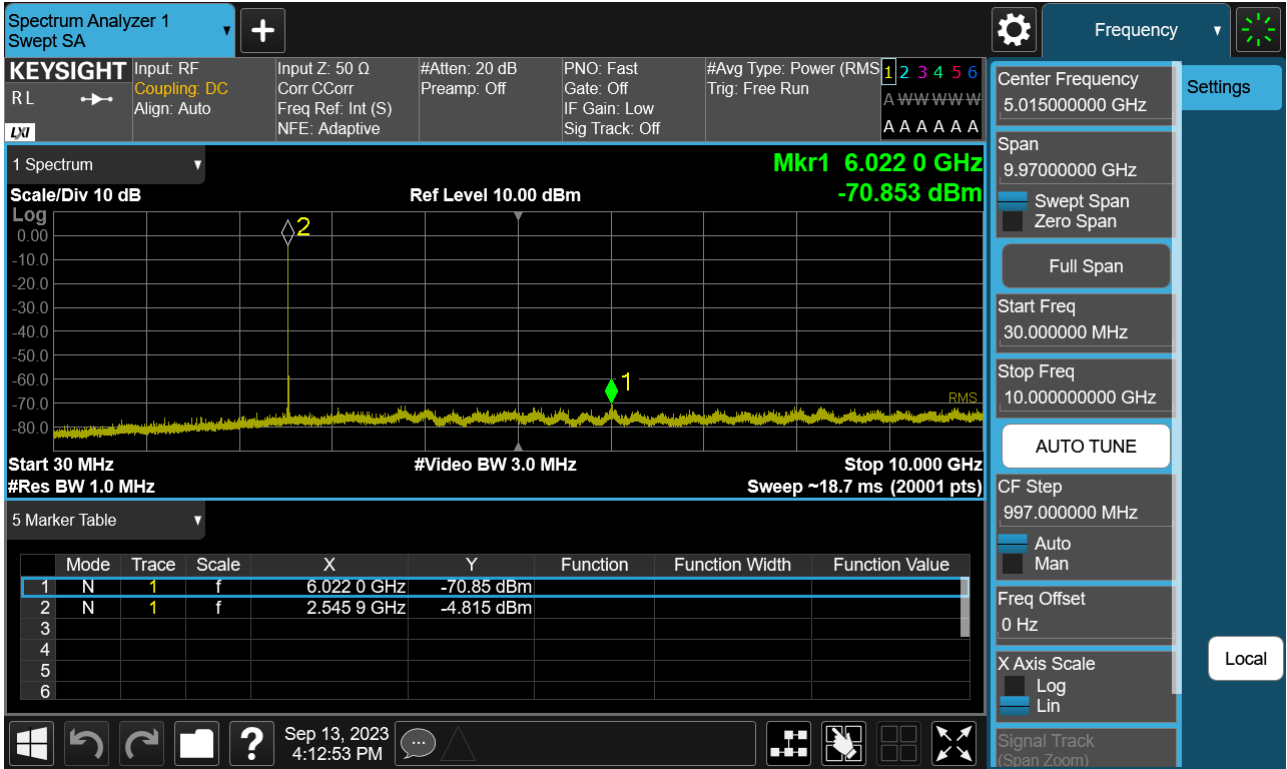 Spectrum Analyzer 1
Swept SA
Frequency
KEYSIGHT
R L
LXI
Input: RF
Coupling: DC
Align: Auto
Input Z: 50 Ω
Corr CCorr
Freq Ref: Int (S)
NFE: Adaptive
#Atten: 20 dB
Preamp: Off
PNO: Fast
Gate: Off
IF Gain: Low
Sig Track: Off
#Avg Type: Power (RMS
Trig: Free Run
1 2 3 4 5 6
A W W W W W
A A A A A A
1 Spectrum
Mkr1 6.022 0 GHz
-70.853 dBm
Scale/Div 10 dB
Ref Level 10.00 dBm
Log
0.00
-10.0
-20.0
-30.0
-40.0
-50.0
-60.0
-70.0
-80.0
2
1
RMS
Start 30 MHz
#Video BW 3.0 MHz
Stop 10.000 GHz
#Res BW 1.0 MHz
Sweep ~18.7 ms (20001 pts)
5 Marker Table
Mode Trace Scale X Y Function Function Width Function Value
1 N 1 f 6.022 0 GHz -70.85 dBm
2 N 1 f 2.545 9 GHz -4.815 dBm
3
4
5
6
Sep 13, 2023
4:12:53 PM
?
Center Frequency
5.015000000 GHz
Settings
Span
9.97000000 GHz
Swept Span
Zero Span
Full Span
Start Freq
30.000000 MHz
Stop Freq
10.000000000 GHz
AUTO TUNE
CF Step
997.000000 MHz
Auto
Man
Freq Offset
0 Hz
X Axis Scale
Log
Lin
Local
Signal Track
(Span Zoom)